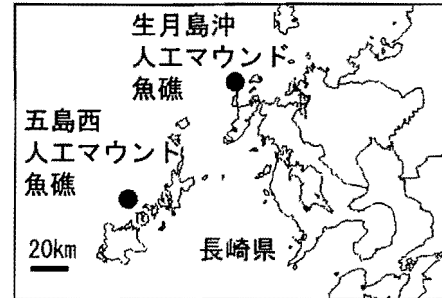 生月島沖
人工マウンド
魚礁
五島西
人工マウンド
魚礁
20km
長崎県